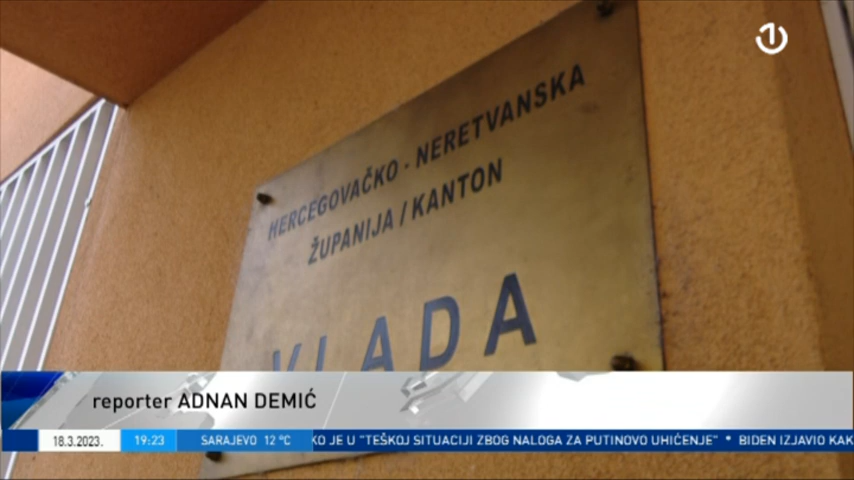 HERCEGOVAČKO - NERETVANSKA
ŽUPANIJA / KANTON
VLADA
reporter ADNAN DEMIĆ
18.3.2023. 19:23 SARAJEVO 12 °C KO JE U "TEŠKOJ SITUACIJI ZBOG NALOGA ZA PUTINOVO UHIĆENJE" * BIDEN IZJAVIO KAK